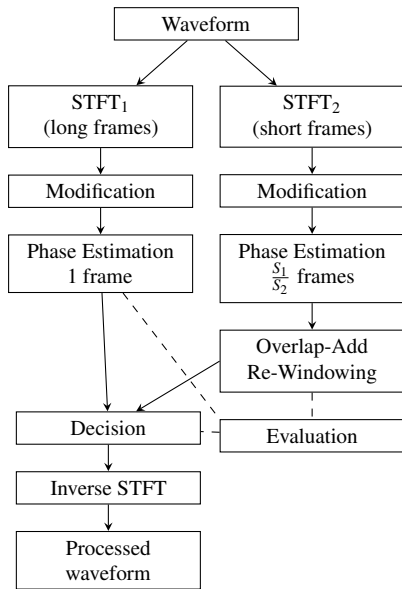 Waveform
STFT₁
(long frames)
STFT₂
(short frames)
Modification
Modification
Phase Estimation
1 frame
Phase Estimation
S₁/S₂ frames
Overlap-Add
Re-Windowing
Decision
Evaluation
Inverse STFT
Processed
waveform